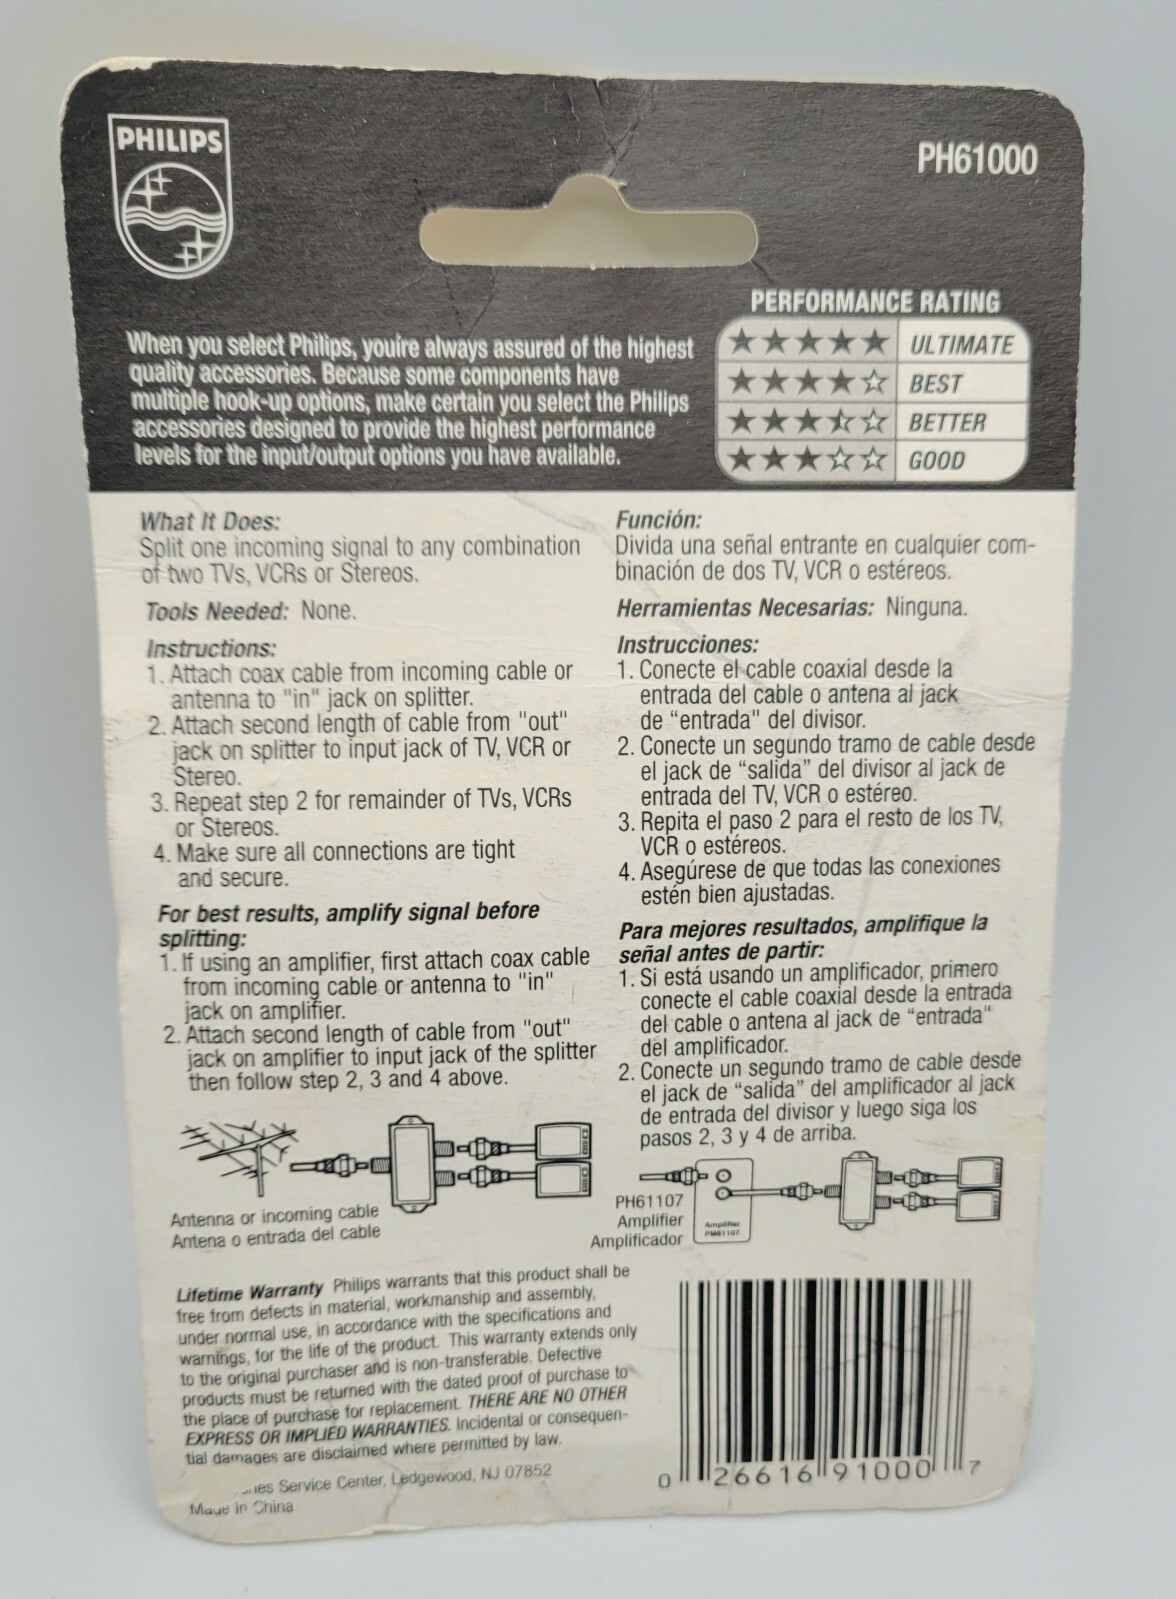 PHILIPS
PH61000
PERFORMANCE RATING
ULTIMATE
BEST
BETTER
GOOD
When you select Philips, youíre always assured of the highest
quality accessories. Because some components have
multiple hook-up options, make certain you select the Philips
accessories designed to provide the highest performance
levels for the input/output options you have available.
What It Does:
Split one incoming signal to any combination
of two TVs, VCRs or Stereos.
Tools Needed: None.
Instructions:
1. Attach coax cable from incoming cable or
antenna to "in" jack on splitter.
2. Attach second length of cable from "out"
jack on splitter to input jack of TV, VCR or
Stereo.
3. Repeat step 2 for remainder of TVs, VCRs
or Stereos.
4. Make sure all connections are tight
and secure.
For best results, amplify signal before
splitting:
1. If using an amplifier, first attach coax cable
from incoming cable or antenna to "in"
jack on amplifier.
2. Attach second length of cable from "out"
jack on amplifier to input jack of the splitter
then follow step 2, 3 and 4 above.
Antenna or incoming cable
Antena o entrada del cable
Función:
Divida una señal entrante en cualquier com-
binación de dos TV, VCR o estéreos.
Herramientas Necesarias: Ninguna.
Instrucciones:
1. Conecte el cable coaxial desde la
entrada del cable o antena al jack
de “entrada” del divisor.
2. Conecte un segundo tramo de cable desde
el jack de “salida” del divisor al jack de
entrada del TV, VCR o estéreo.
3. Repita el paso 2 para el resto de los TV,
VCR o estéreos.
4. Asegúrese de que todas las conexiones
estén bien ajustadas.
Para mejores resultados, amplifique la
señal antes de partir:
1. Si está usando un amplificador, primero
conecte el cable coaxial desde la entrada
del cable o antena al jack de “entrada”
del amplificador.
2. Conecte un segundo tramo de cable desde
el jack de “salida” del amplificador al jack
de entrada del divisor y luego siga los
pasos 2, 3 y 4 de arriba.
PH61107
Amplifier
Amplificador
Amplifier
PM61107
Lifetime Warranty Philips warrants that this product shall be
free from defects in material, workmanship and assembly,
under normal use, in accordance with the specifications and
warnings, for the life of the product. This warranty extends only
to the original purchaser and is non-transferable. Defective
products must be returned with the dated proof of purchase to
the place of purchase for replacement. THERE ARE NO OTHER
EXPRESS OR IMPLIED WARRANTIES. Incidental or consequen-
tial damages are disclaimed where permitted by law.
Service Center, Ledgewood, NJ 07852
Made in China
0 26616 91000 7